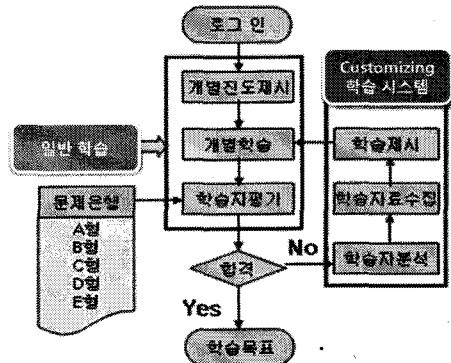 로그인
개별진도제시
Customizing
학습 시스템
일반 학습
개별학습
학습제시
문제은행
학습자평가
학습자료수집
A형
B형
C형
D형
E형
합격
No
학습자분석
Yes
학습목표